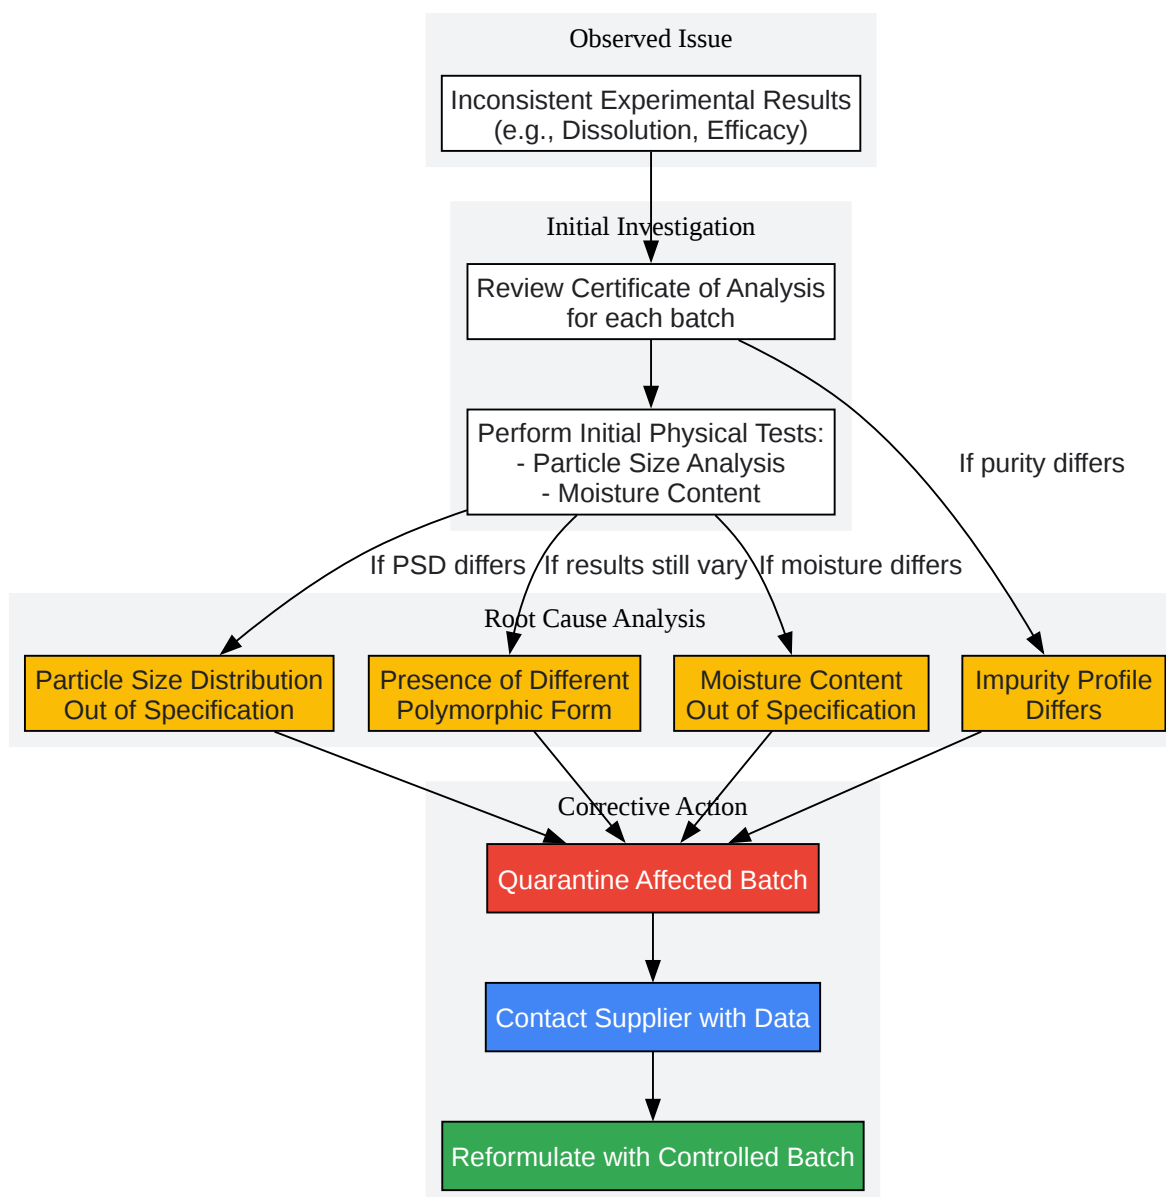 Observed Issue
Inconsistent Experimental Results
(e.g., Dissolution, Efficacy)
Initial Investigation
Review Certificate of Analysis
for each batch
Perform Initial Physical Tests:
- Particle Size Analysis
- Moisture Content
If purity differs
If PSD differs
If results still vary
If moisture differs
Root Cause Analysis
Particle Size Distribution
Out of Specification
Presence of Different
Polymorphic Form
Moisture Content
Out of Specification
Impurity Profile
Differs
Corrective Action
Quarantine Affected Batch
Contact Supplier with Data
Reformulate with Controlled Batch